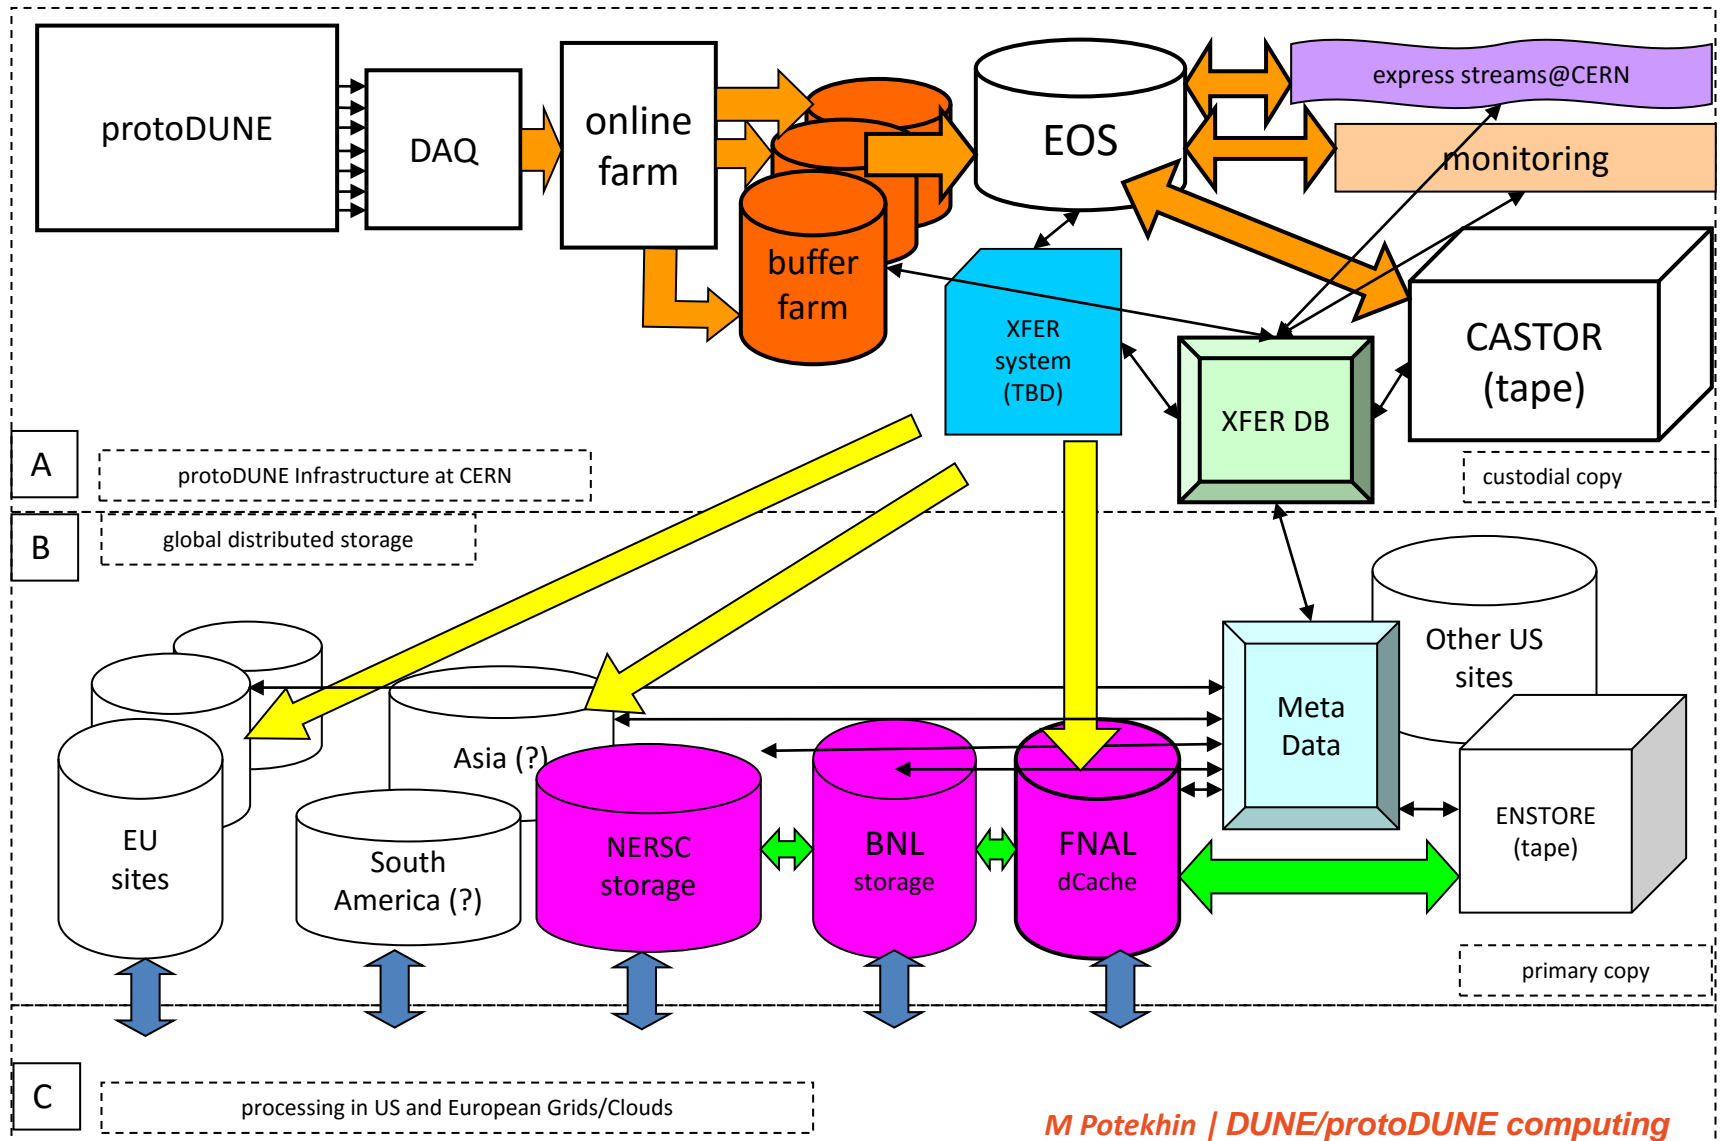 protoDUNE
DAQ
online
farm
buffer
farm
EOS
express streams@CERN
monitoring
XFER
system
(TBD)
XFER DB
CASTOR
(tape)
A
protoDUNE Infrastructure at CERN
custodial copy
B
global distributed storage
Other US
sites
Meta
Data
Asia (?)
EU
sites
South
America (?)
NERSC
storage
BNL
storage
FNAL
dCache
ENSTORE
(tape)
primary copy
C
processing in US and European Grids/Clouds
M Potekhin | DUNE/protoDUNE computing